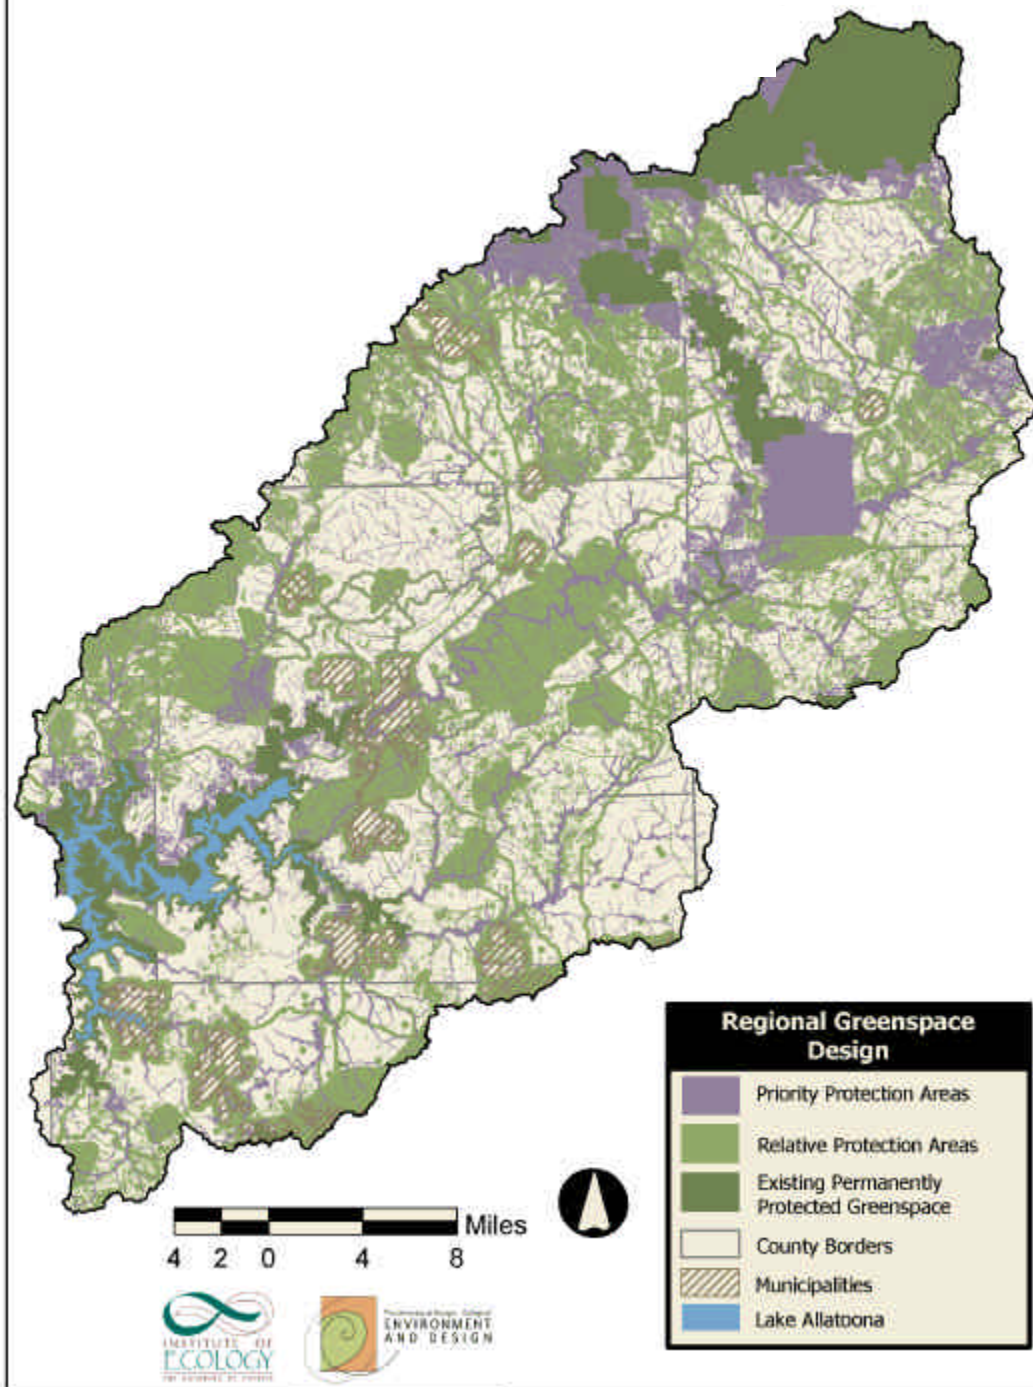 Regional Greenspace
Design
Priority Protection Areas
Relative Protection Areas
Existing Permanently
Protected Greenspace
County Borders
Municipalities
Lake Allatoona
Miles
4 2 0 4 8
INSTITUTE OF
ECOLOGY
ENVIRONMENT
AND DESIGN